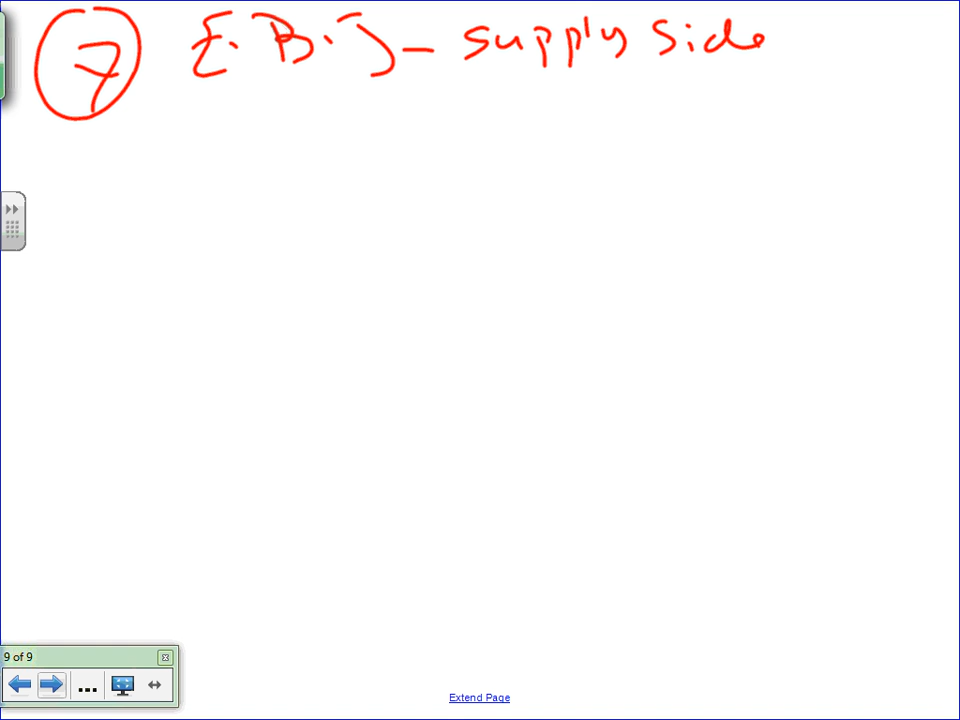 7 E. B. J - supply side
9 of 9
...
Extend Page